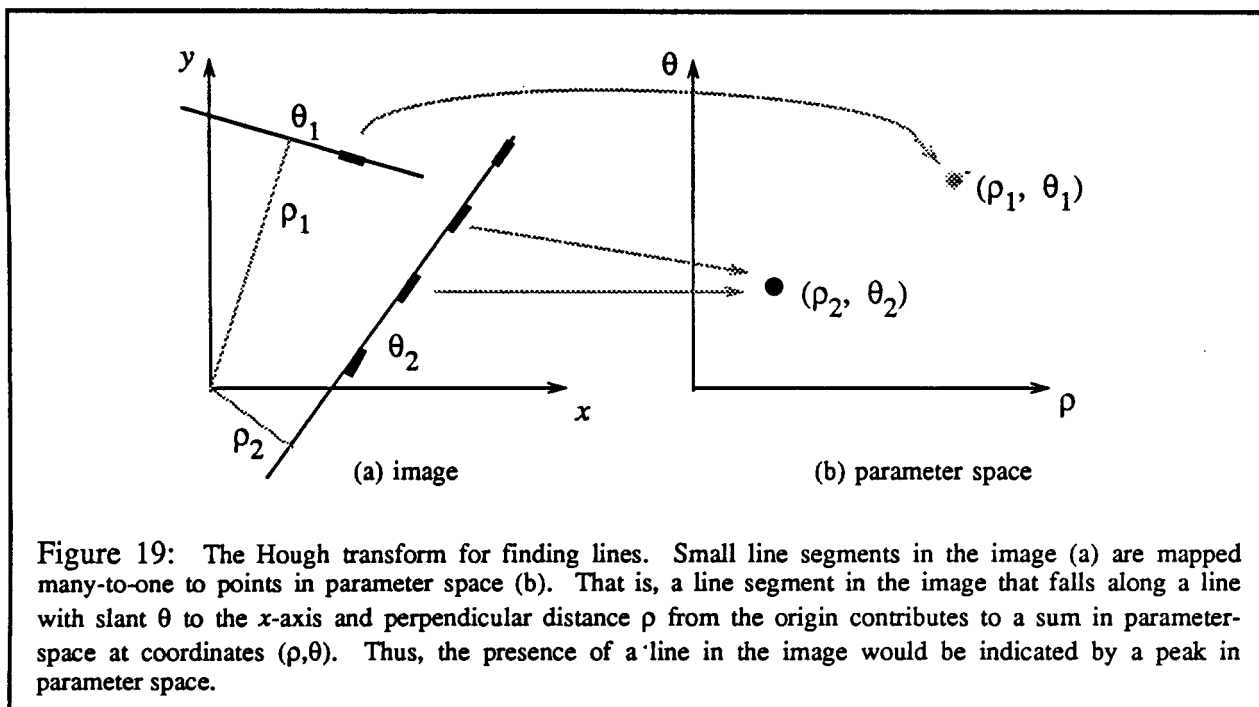 y
θ
θ1
(ρ1, θ1)
ρ1
(ρ2, θ2)
θ2
x
ρ
ρ2
(a) image
(b) parameter space
Figure 19: The Hough transform for finding lines. Small line segments in the image (a) are mapped
many-to-one to points in parameter space (b). That is, a line segment in the image that falls along a line
with slant θ to the x-axis and perpendicular distance ρ from the origin contributes to a sum in parameter-
space at coordinates (ρ,θ). Thus, the presence of a line in the image would be indicated by a peak in
parameter space.